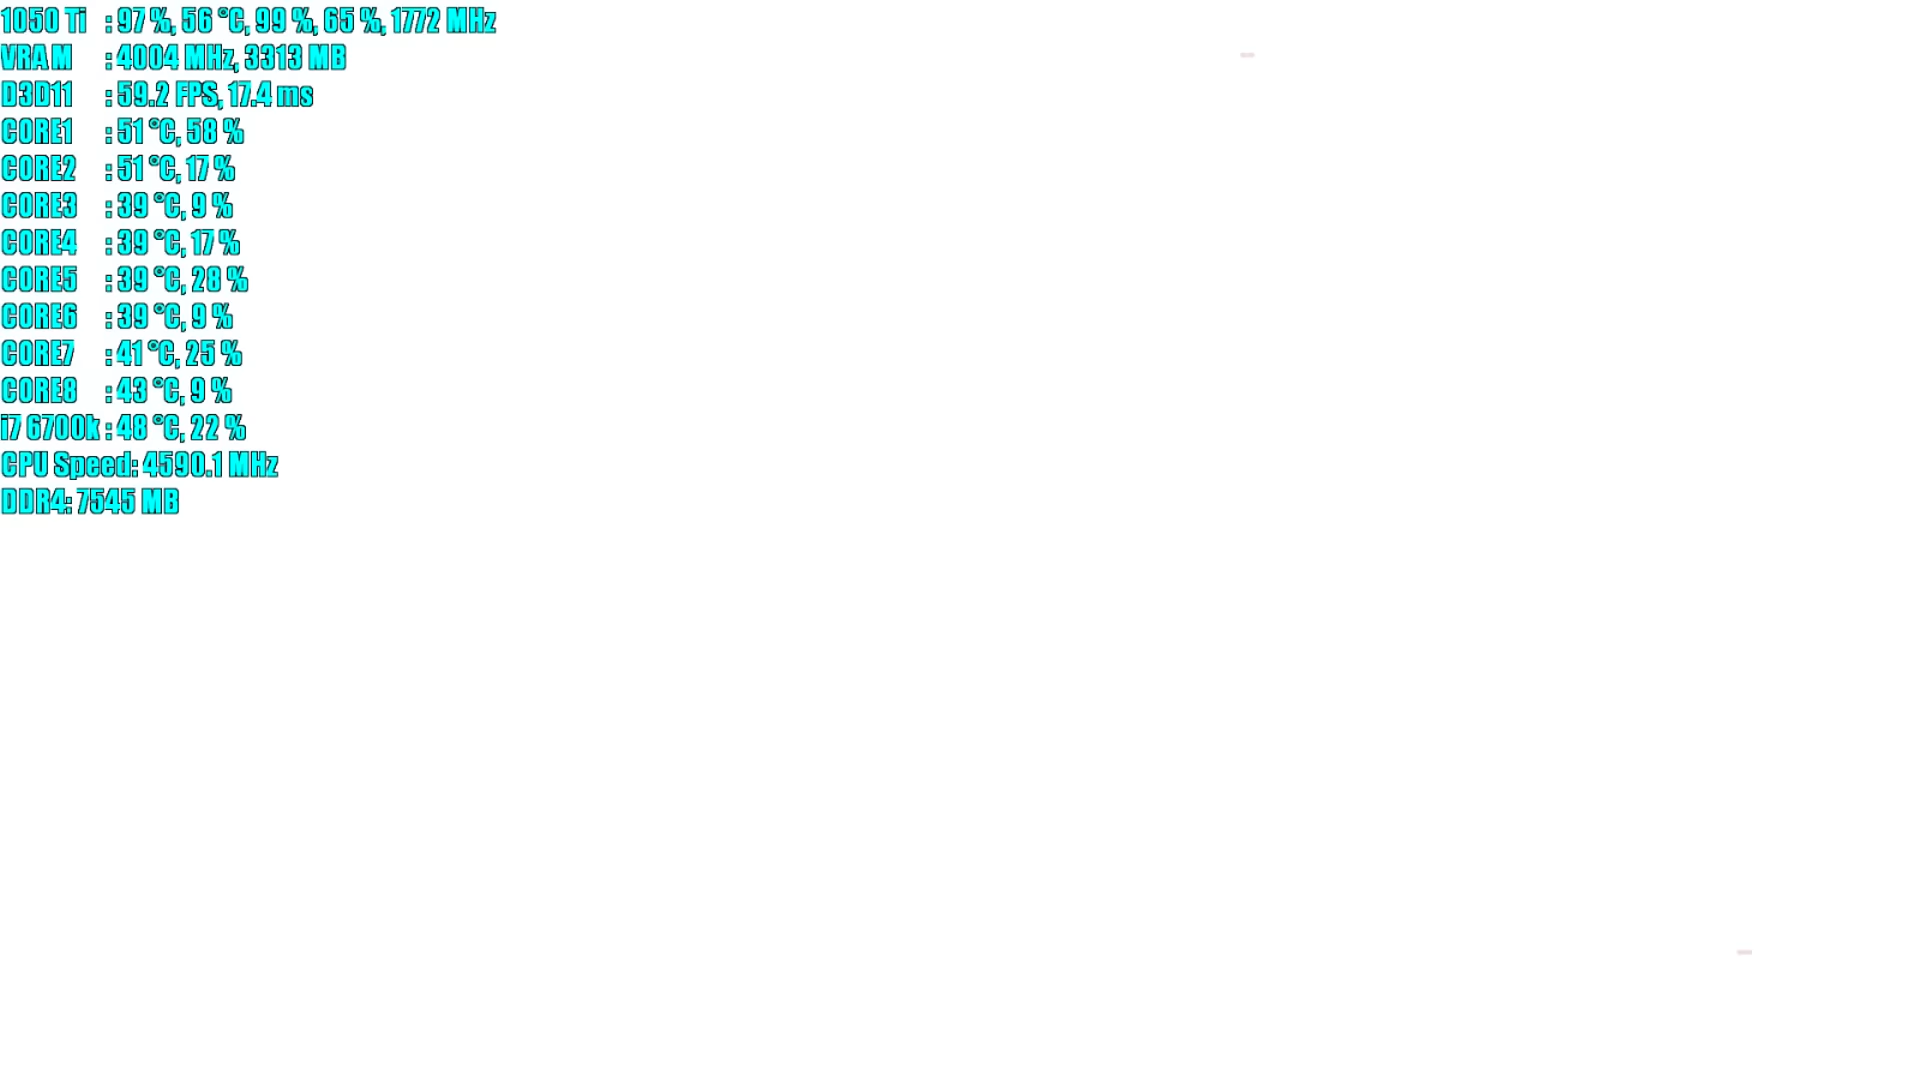 1050 Ti : 97 %, 56 °C, 99 %, 65 %, 1772 MHz
VRAM : 4004 MHz, 3313 MB
D3D11 : 59.2 FPS, 17.4 ms
CORE1 : 51 °C, 58 %
CORE2 : 51 °C, 17 %
CORE3 : 39 °C, 9 %
CORE4 : 39 °C, 17 %
CORE5 : 39 °C, 28 %
CORE6 : 39 °C, 9 %
CORE7 : 41 °C, 25 %
CORE8 : 43 °C, 9 %
i7 6700k : 48 °C, 22 %
CPU Speed: 4590.1 MHz
DDR4: 7545 MB